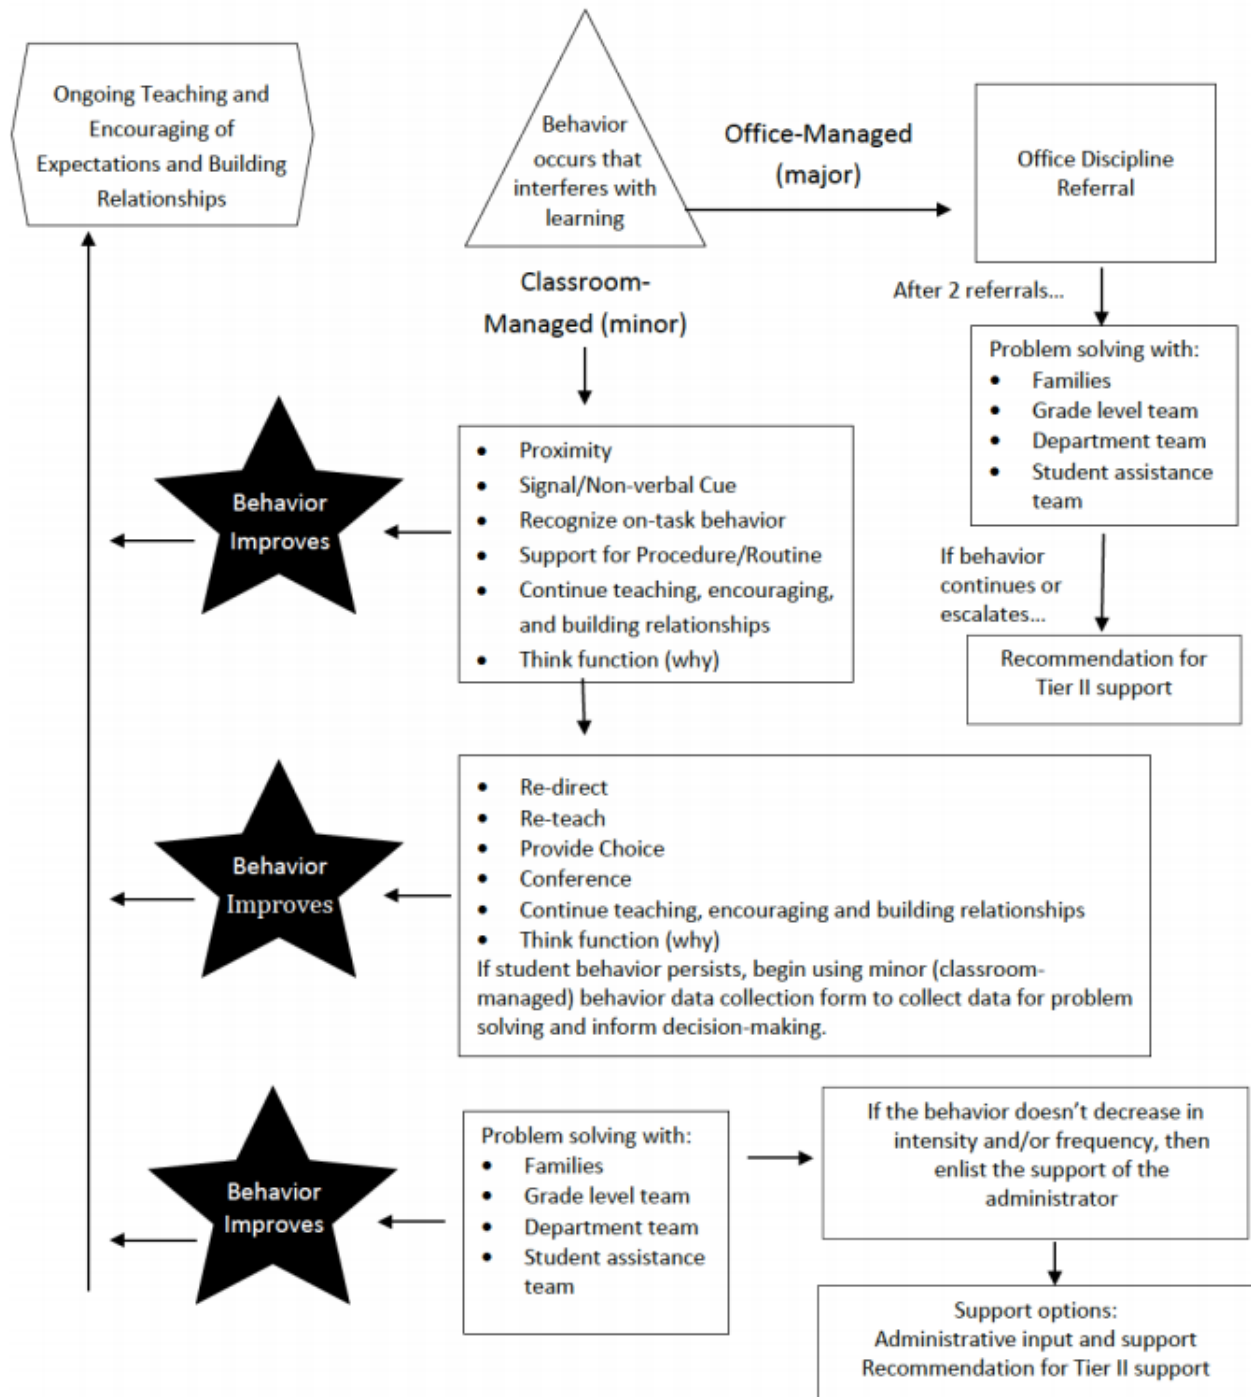 Ongoing Teaching and
Encouraging of
Expectations and Building
Relationships
Behavior
occurs that
interferes with
learning
Office-Managed
(major)
Office Discipline
Referral
Classroom-
Managed (minor)
After 2 referrals...
Problem solving with:
• Families
• Grade level team
• Department team
• Student assistance
team
If behavior
continues or
escalates...
Recommendation for
Tier II support
Behavior
Improves
• Proximity
• Signal/Non-verbal Cue
• Recognize on-task behavior
• Support for Procedure/Routine
• Continue teaching, encouraging,
and building relationships
• Think function (why)
Behavior
Improves
• Re-direct
• Re-teach
• Provide Choice
• Conference
• Continue teaching, encouraging and building relationships
• Think function (why)
If student behavior persists, begin using minor (classroom-
managed) behavior data collection form to collect data for problem
solving and inform decision-making.
Behavior
Improves
Problem solving with:
• Families
• Grade level team
• Department team
• Student assistance
team
If the behavior doesn't decrease in
intensity and/or frequency, then
enlist the support of the
administrator
Support options:
Administrative input and support
Recommendation for Tier II support